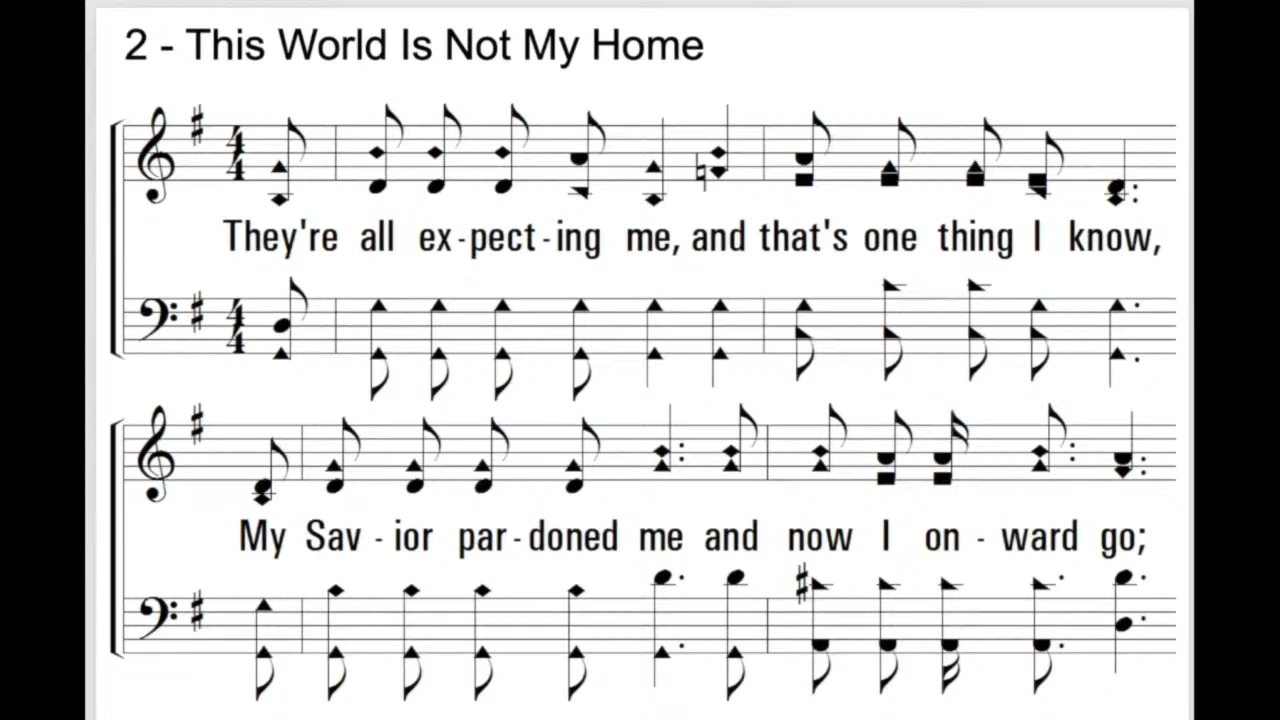 2 - This World Is Not My Home
They're all ex - pect - ing me, and that's one thing I know,
My Sav - ior par - doned me and now I on - ward go;